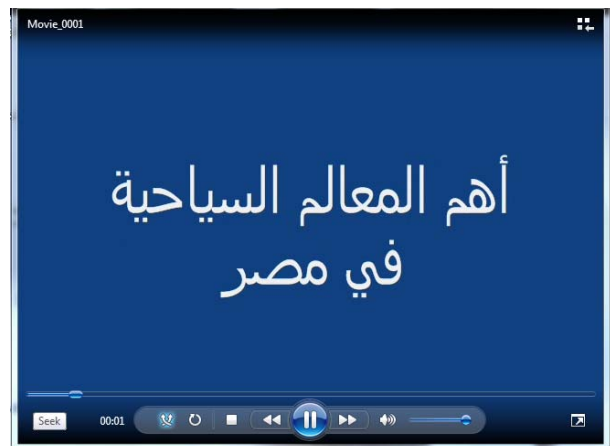 Movie_0001
أهم المعالم السياحية
في مصر
Seek
00:01